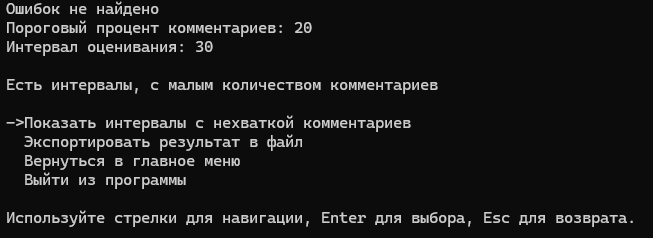 Ошибок не найдено
Пороговый процент комментариев: 20
Интервал оценивания: 30
Есть интервалы, с малым количеством комментариев
->Показать интервалы с нехваткой комментариев
Экспортировать результат в файл
Вернуться в главное меню
Выйти из программы
Используйте стрелки для навигации, Enter для выбора, Esc для возврата.